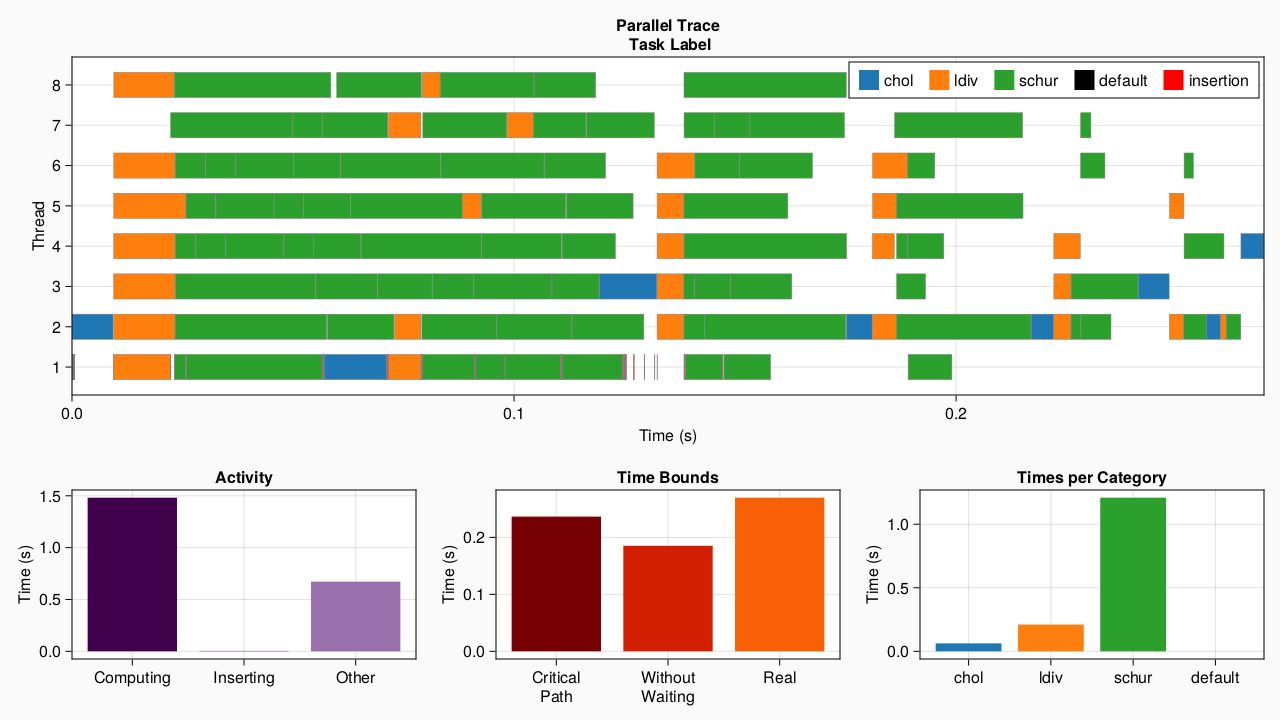 Parallel Trace
Task Label
chol ldiv schur default insertion
8
7
6
5
4
3
2
1
Thread
0.0 0.1 0.2
Time (s)
Activity
1.5
1.0
0.5
0.0
Time (s)
Computing Inserting Other
Time Bounds
0.2
0.1
0.0
Time (s)
Critical
Path
Without
Waiting
Real
Times per Category
1.0
0.5
0.0
Time (s)
chol ldiv schur default